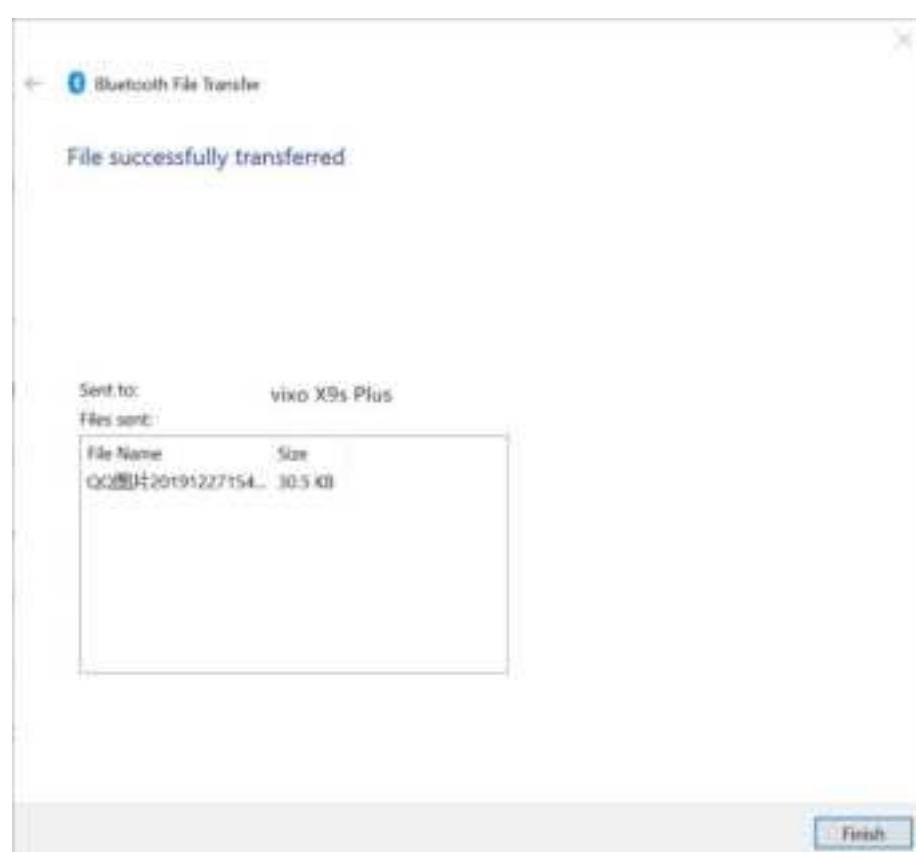 Bluetooth File Transfer
File successfully transferred
Sent to: vixo X9s Plus
Files sent:
File Name Size
QQ图片20191227154... 30.5 KB
Finish